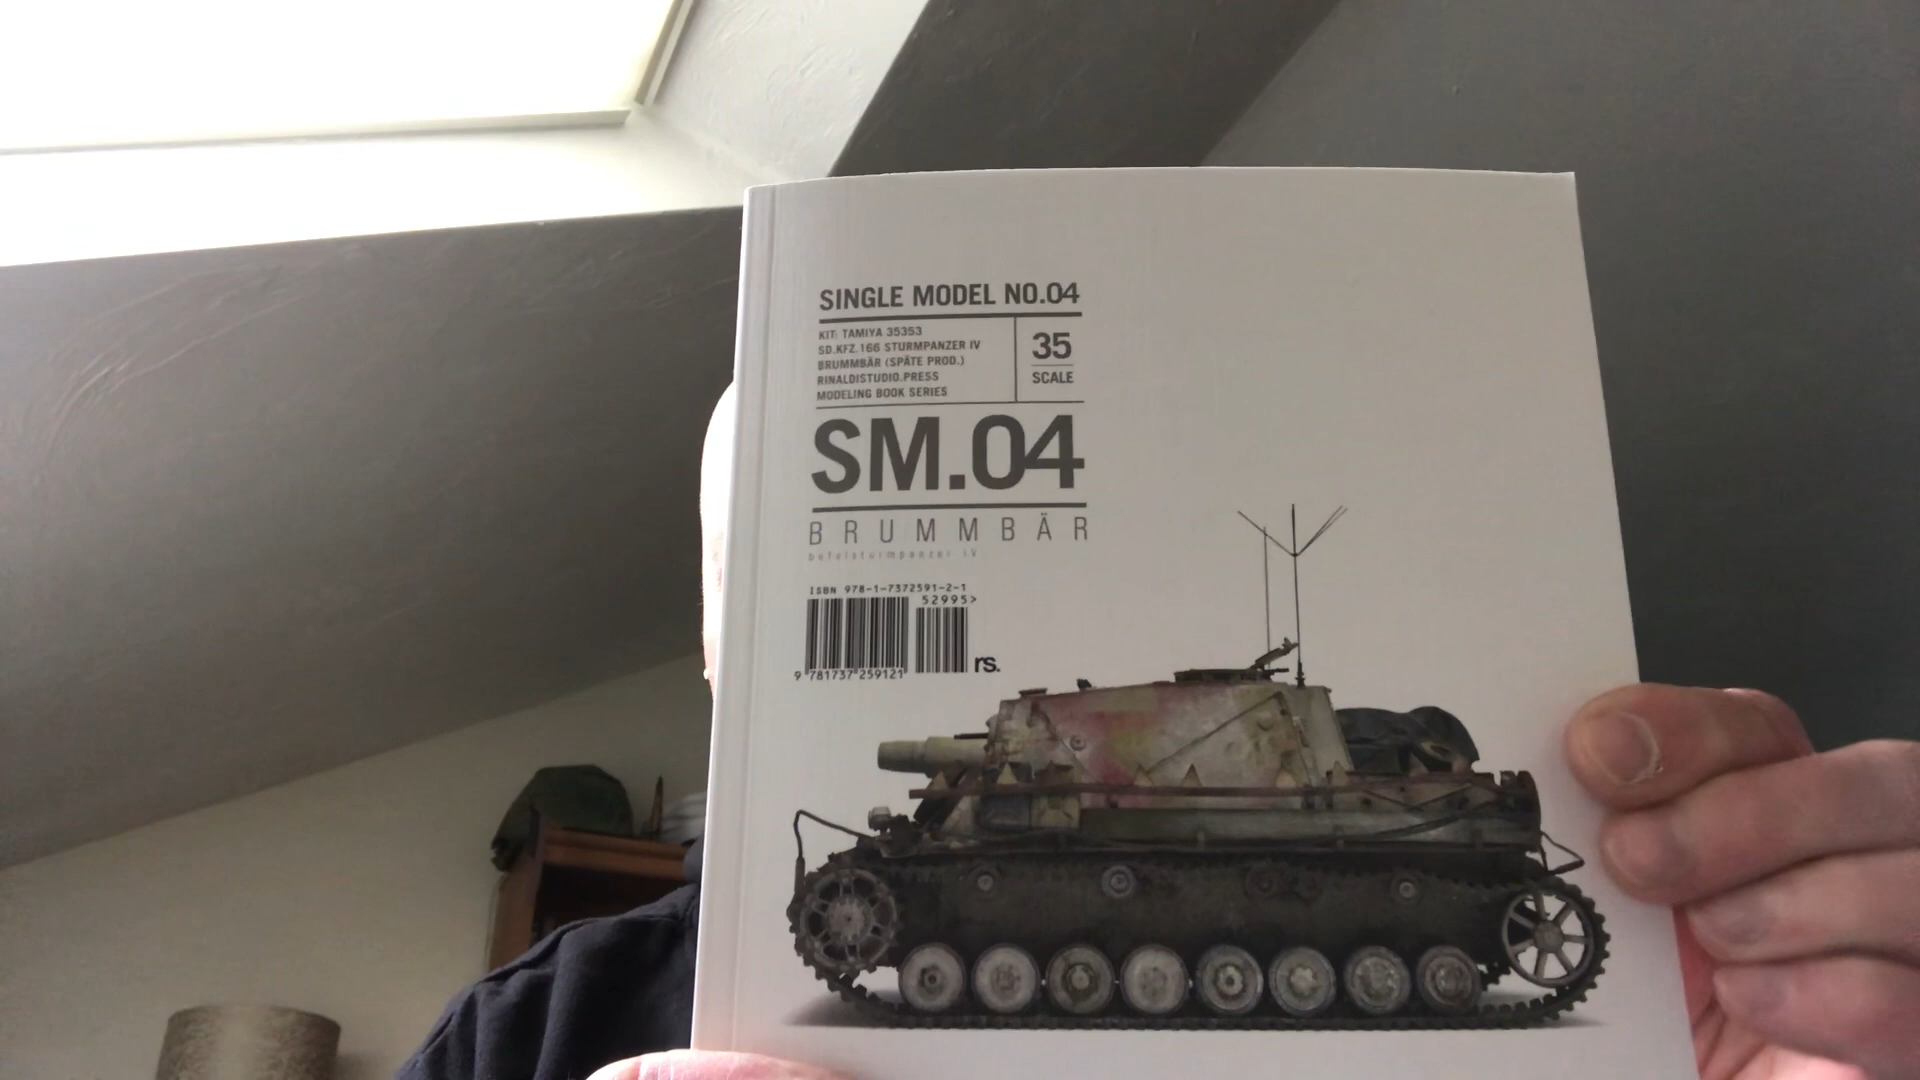 SINGLE MODEL NO.04
KIT: TAMIYA 35353
SD.KFZ.166 STURMPANZER IV
BRUMMBÄR (SPÄTE PROD.)
RINALDISTUDIO.PRESS
MODELING BOOK SERIES
35
SCALE
SM.04
BRUMMBÄR
befelsturmpanzer IV
ISBN 978-1-7372591-2-1
52995>
9 781737 259121
rs.